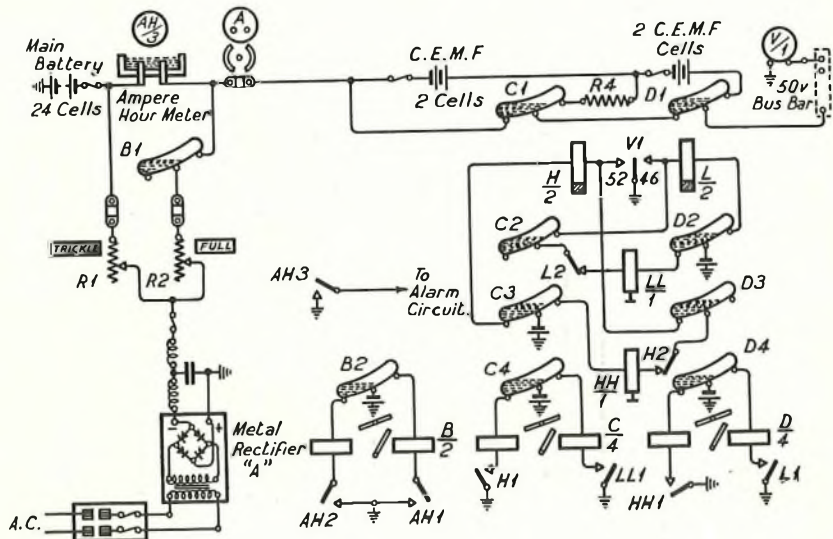 AH/3
A
Main
Battery
24 Cells
Ampere
Hour Meter
C.E.M.F
2 Cells
2 C.E.M.F
Cells
C1
R4
D1
V/1
50v
Bus Bar
B1
TRICKLE
FULL
R1
R2
H/2
52
V1
46
L/2
C2
L2
LL/1
D2
AH3
To
Alarm
Circuit.
C3
D3
H2
HH/1
B2
C4
D4
B/2
C/4
D/4
H1
LL1
HH1
L1
AH2
AH1
Metal
Rectifier
"A"
- +
A.C.